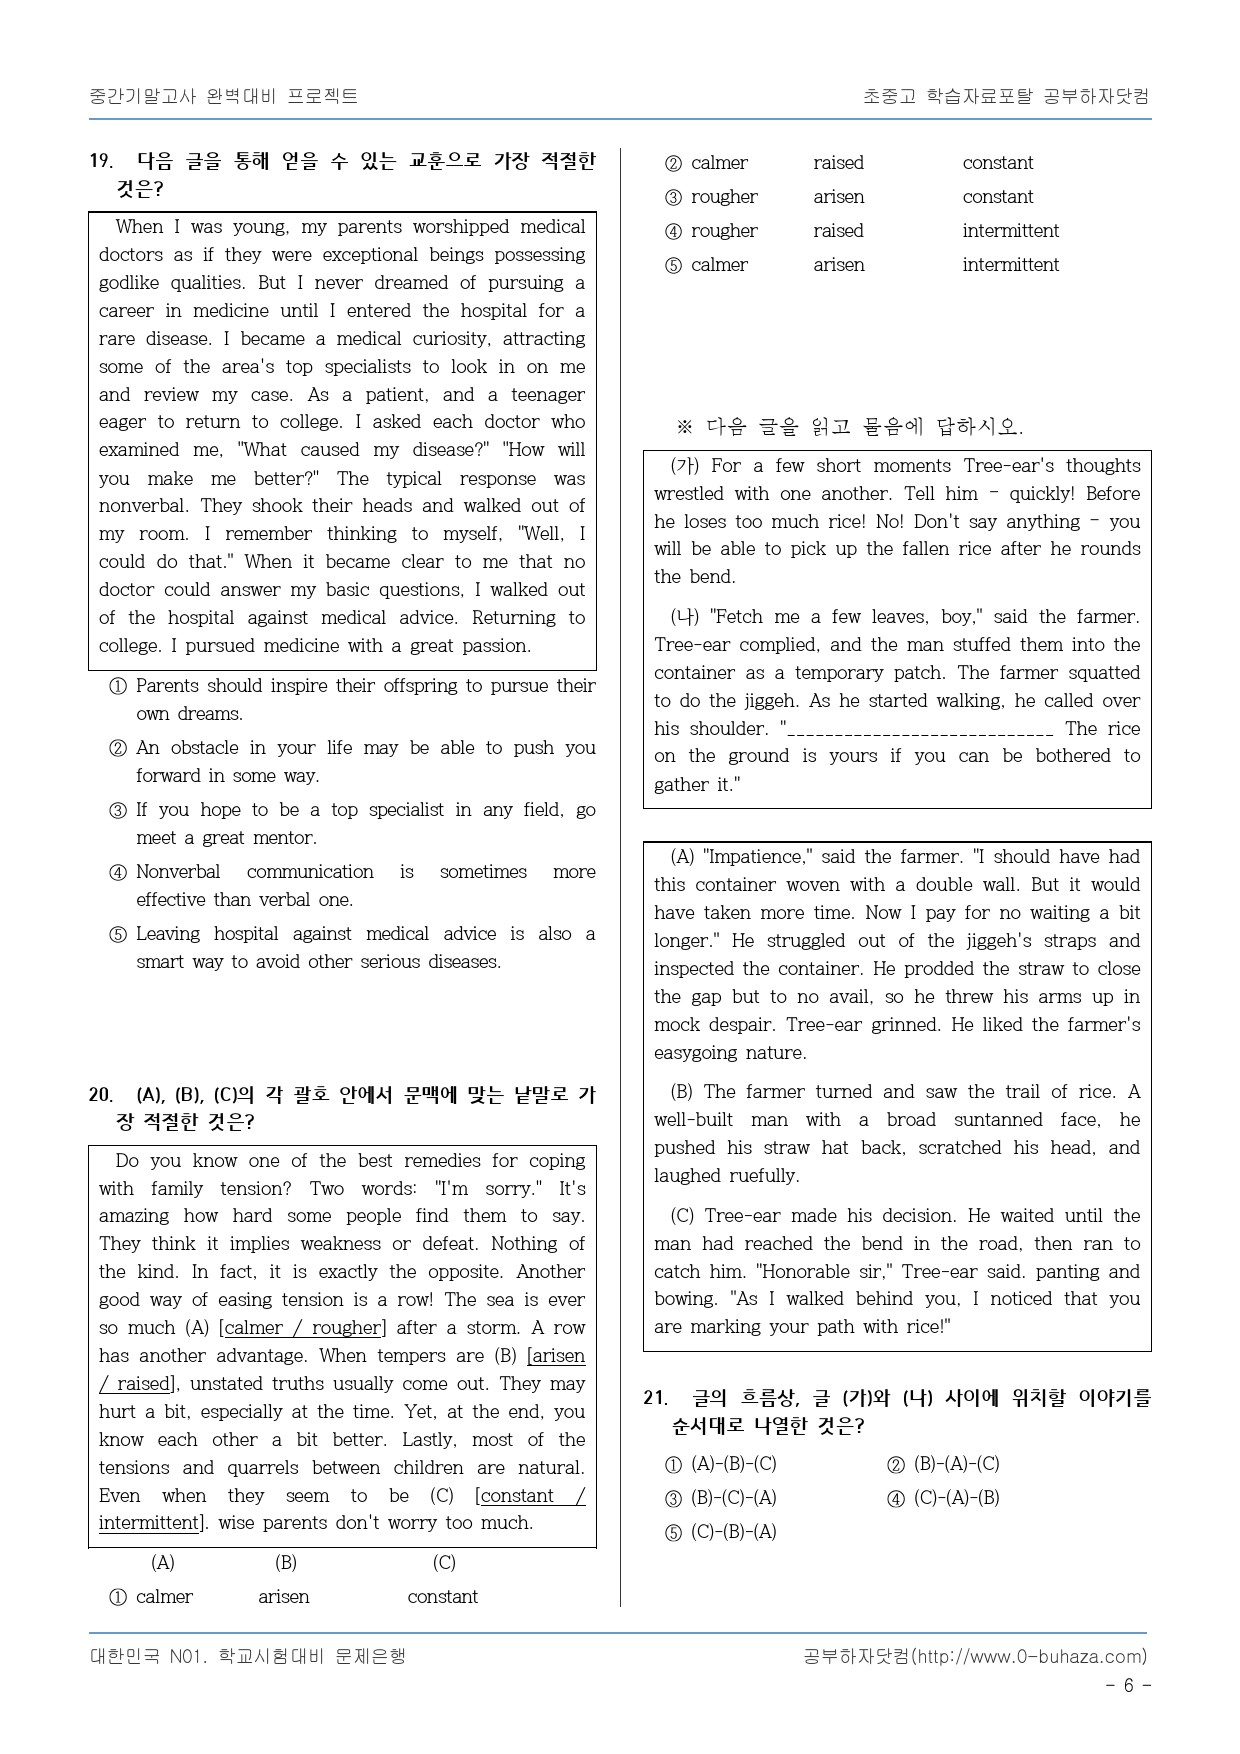 중간기말고사 완벽대비 프로젝트
초중고 학습자료포탈 공부하자닷컴
19. 다음 글을 통해 얻을 수 있는 교훈으로 가장 적절한
것은?
When I was young, my parents worshipped medical
doctors as if they were exceptional beings possessing
godlike qualities. But I never dreamed of pursuing a
career in medicine until I entered the hospital for a
rare disease. I became a medical curiosity, attracting
some of the area's top specialists to look in on me
and review my case. As a patient, and a teenager
eager to return to college. I asked each doctor who
examined me, "What caused my disease?" "How will
you make me better?" The typical response was
nonverbal. They shook their heads and walked out of
my room. I remember thinking to myself, "Well, I
could do that." When it became clear to me that no
doctor could answer my basic questions, I walked out
of the hospital against medical advice. Returning to
college. I pursued medicine with a great passion.
① Parents should inspire their offspring to pursue their
own dreams.
② An obstacle in your life may be able to push you
forward in some way.
③ If you hope to be a top specialist in any field, go
meet a great mentor.
④ Nonverbal communication is sometimes more
effective than verbal one.
⑤ Leaving hospital against medical advice is also a
smart way to avoid other serious diseases.
20. (A), (B), (C)의 각 괄호 안에서 문맥에 맞는 낱말로 가
장 적절한 것은?
Do you know one of the best remedies for coping
with family tension? Two words: "I'm sorry." It's
amazing how hard some people find them to say.
They think it implies weakness or defeat. Nothing of
the kind. In fact, it is exactly the opposite. Another
good way of easing tension is a row! The sea is ever
so much (A) [calmer / rougher] after a storm. A row
has another advantage. When tempers are (B) [arisen
/ raised], unstated truths usually come out. They may
hurt a bit, especially at the time. Yet, at the end, you
know each other a bit better. Lastly, most of the
tensions and quarrels between children are natural.
Even when they seem to be (C) [constant /
intermittent]. wise parents don't worry too much.
(A) (B) (C)
① calmer arisen constant
② calmer raised constant
③ rougher arisen constant
④ rougher raised intermittent
⑤ calmer arisen intermittent
※ 다음 글을 읽고 물음에 답하시오.
(가) For a few short moments Tree-ear's thoughts
wrestled with one another. Tell him - quickly! Before
he loses too much rice! No! Don't say anything - you
will be able to pick up the fallen rice after he rounds
the bend.
(나) "Fetch me a few leaves, boy," said the farmer.
Tree-ear complied, and the man stuffed them into the
container as a temporary patch. The farmer squatted
to do the jiggeh. As he started walking, he called over
his shoulder. "____________________________ The rice
on the ground is yours if you can be bothered to
gather it."
(A) "Impatience," said the farmer. "I should have had
this container woven with a double wall. But it would
have taken more time. Now I pay for no waiting a bit
longer." He struggled out of the jiggeh's straps and
inspected the container. He prodded the straw to close
the gap but to no avail, so he threw his arms up in
mock despair. Tree-ear grinned. He liked the farmer's
easygoing nature.
(B) The farmer turned and saw the trail of rice. A
well-built man with a broad suntanned face, he
pushed his straw hat back, scratched his head, and
laughed ruefully.
(C) Tree-ear made his decision. He waited until the
man had reached the bend in the road, then ran to
catch him. "Honorable sir," Tree-ear said. panting and
bowing. "As I walked behind you, I noticed that you
are marking your path with rice!"
21. 글의 흐름상, 글 (가)와 (나) 사이에 위치할 이야기를
순서대로 나열한 것은?
① (A)-(B)-(C) ② (B)-(A)-(C)
③ (B)-(C)-(A) ④ (C)-(A)-(B)
⑤ (C)-(B)-(A)
대한민국 N01. 학교시험대비 문제은행
공부하자닷컴(http://www.0-buhaza.com)
- 6 -